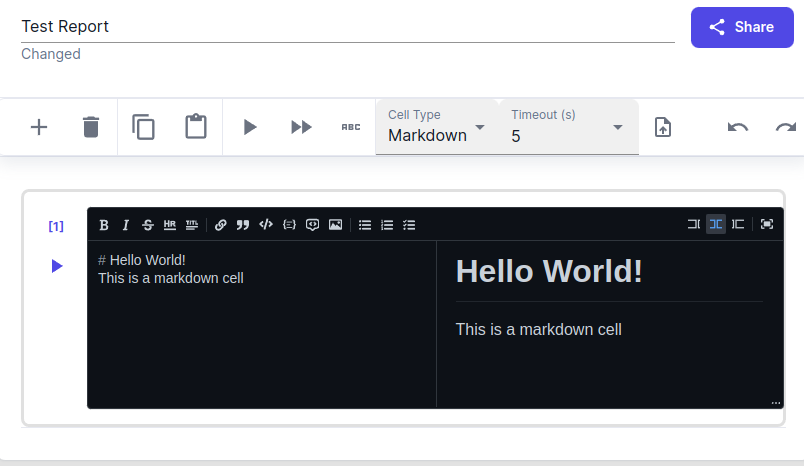 Test Report
Share
Changed
ABC
Cell Type
Markdown
Timeout (s)
5
[1]
B I S HR TITL
# Hello World!
This is a markdown cell
Hello World!
This is a markdown cell